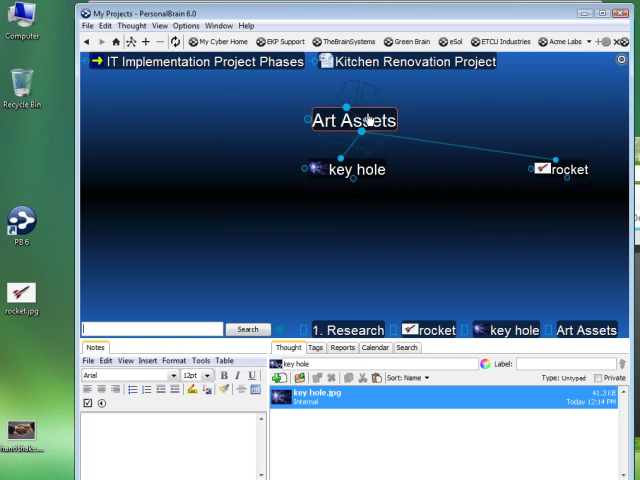 My Projects - PersonalBrain 6.0
File Edit Thought View Options Window Help
My Cyber Home EKP Support TheBrainSystems Green Brain eSol ETCU Industries Acme Labs
IT Implementation Project Phases Kitchen Renovation Project
Art Assets
key hole rocket
Computer
Recycle Bin
PB 6
rocket.jpg
handshake....
Search 1. Research rocket key hole Art Assets
Notes
File Edit View Insert Format Tools Table
Arial 12pt B I U
Thought Tags Reports Calendar Search
key hole Label:
Sort: Name Type: Untyped Private
key hole.jpg 41.3 kB
Internal Today 12:14 PM